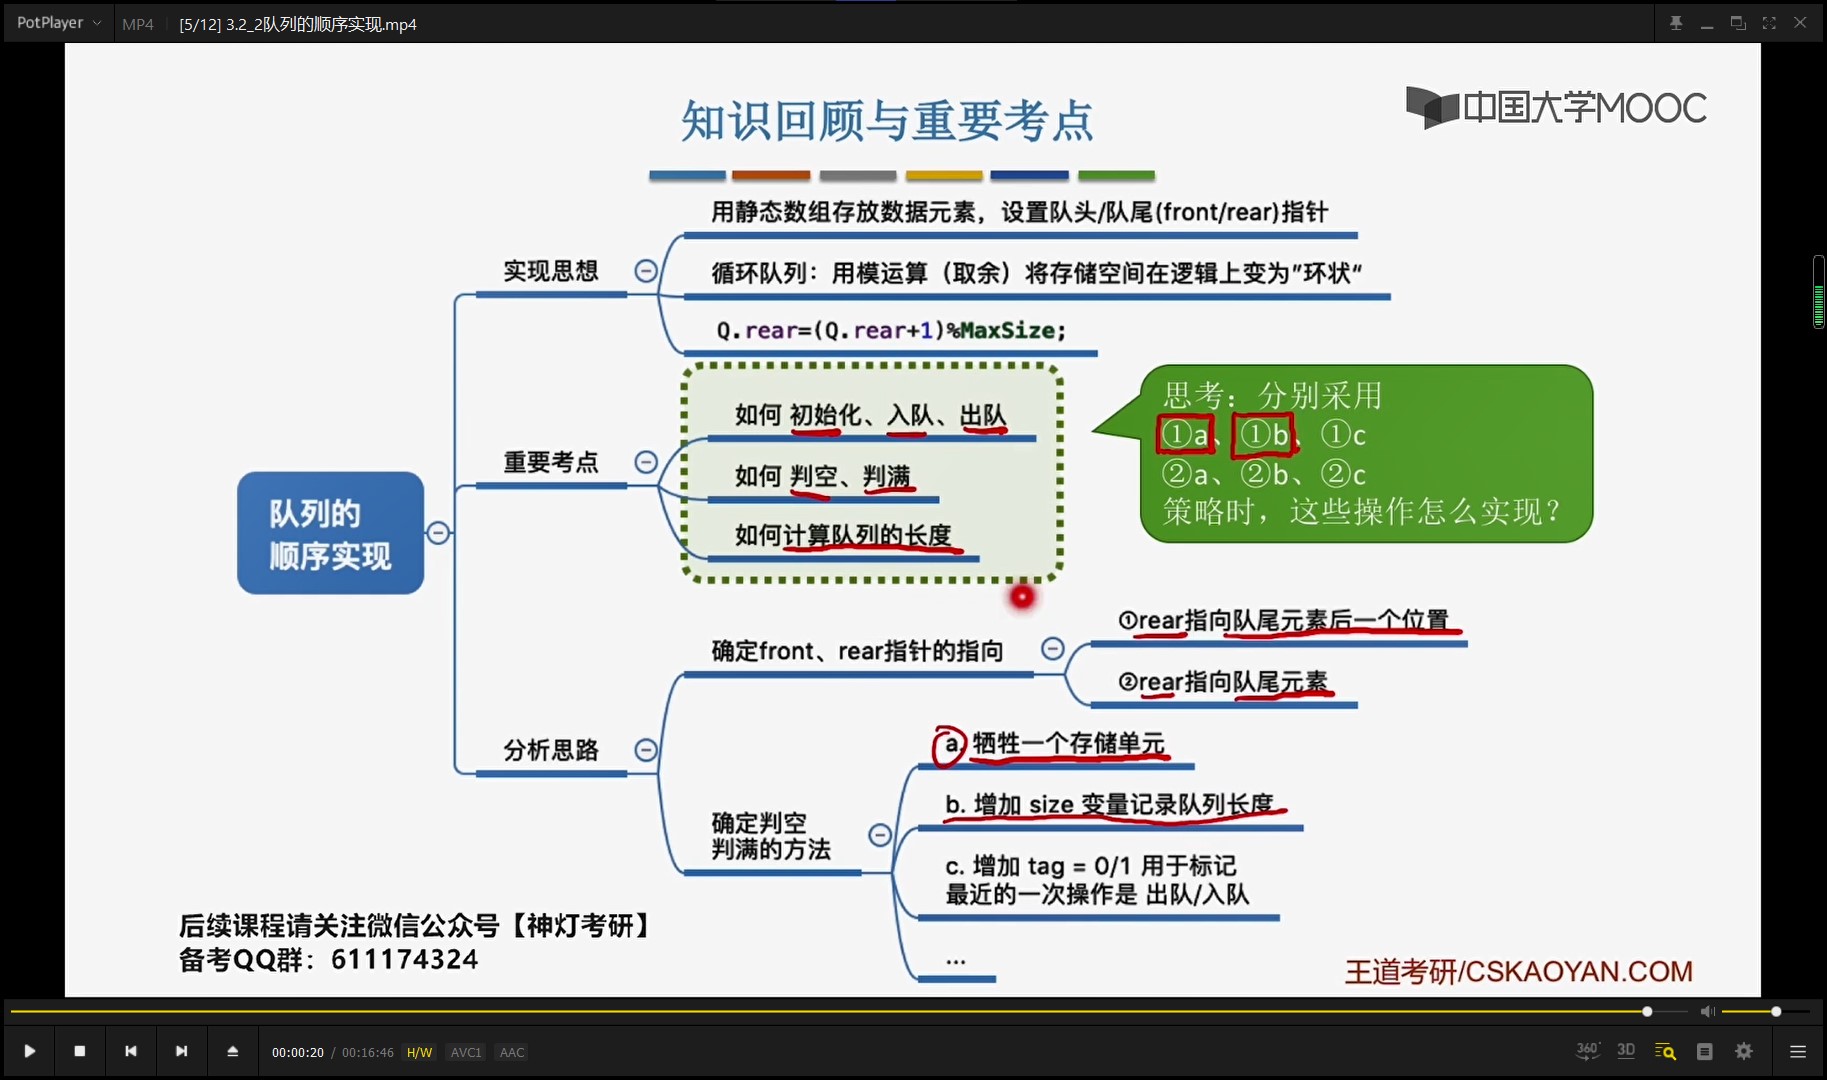 PotPlayer
MP4
[5/12] 3.2_2队列的顺序实现.mp4
中国大学MOOC
知识回顾与重要考点
用静态数组存放数据元素，设置队头/队尾(front/rear)指针
实现思想
循环队列：用模运算（取余）将存储空间在逻辑上变为”环状“
Q.rear=(Q.rear+1)%MaxSize;
如何 初始化、入队、出队
重要考点
如何 判空、判满
如何计算队列的长度
思考：分别采用
①a、①b、①c
②a、②b、②c
策略时，这些操作怎么实现？
队列的
顺序实现
①rear指向队尾元素后一个位置
确定front、rear指针的指向
②rear指向队尾元素
分析思路
a. 牺牲一个存储单元
b. 增加 size 变量记录队列长度
确定判空
判满的方法
c. 增加 tag = 0/1 用于标记
最近的一次操作是 出队/入队
...
后续课程请关注微信公众号【神灯考研】
备考QQ群：611174324
王道考研/CSKAOYAN.COM
00:00:20 / 00:16:46 H/W AVC1 AAC
360° 3D